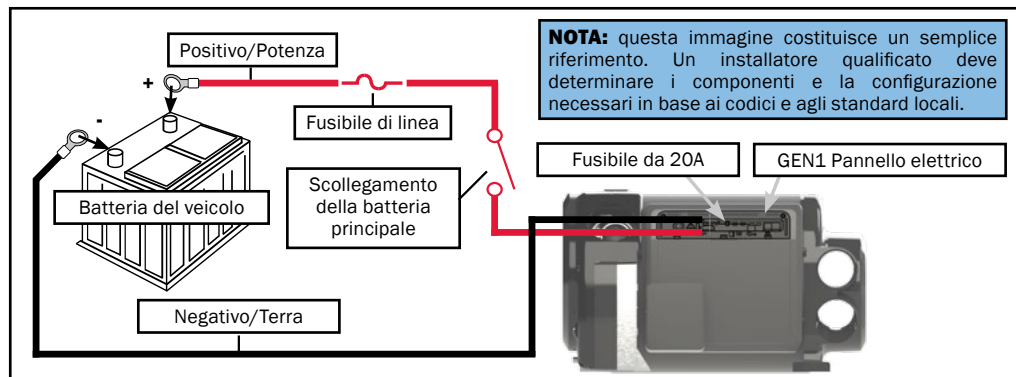 Positivo/Potenza
NOTA: questa immagine costituisce un semplice
riferimento. Un installatore qualificato deve
determinare i componenti e la configurazione
necessari in base ai codici e agli standard locali.
+
-
Fusibile di linea
Fusibile da 20A
GEN1 Pannello elettrico
Scollegamento
della batteria
principale
Batteria del veicolo
Negativo/Terra